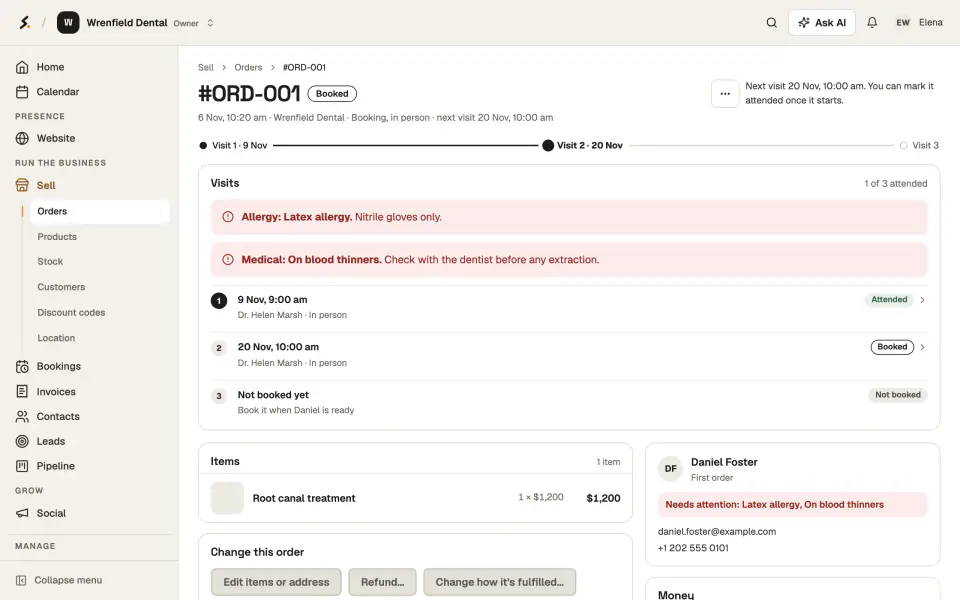 / W Wrenfield Dental Owner
Ask AI
EW Elena
Home
Calendar
PRESENCE
Website
RUN THE BUSINESS
Sell
Orders
Products
Stock
Customers
Discount codes
Location
Bookings
Invoices
Contacts
Leads
Pipeline
GROW
Social
MANAGE
Collapse menu
Sell > Orders > #ORD-001
#ORD-001 Booked
6 Nov, 10:20 am · Wrenfield Dental · Booking, in person · next visit 20 Nov, 10:00 am
...
Next visit 20 Nov, 10:00 am. You can mark it
attended once it starts.
Visit 1 · 9 Nov
Visit 2 · 20 Nov
Visit 3
Visits
1 of 3 attended
Allergy: Latex allergy. Nitrile gloves only.
Medical: On blood thinners. Check with the dentist before any extraction.
1 9 Nov, 9:00 am
Dr. Helen Marsh · In person
Attended
2 20 Nov, 10:00 am
Dr. Helen Marsh · In person
Booked
3 Not booked yet
Book it when Daniel is ready
Not booked
Items
1 item
Root canal treatment
1 × $1,200
$1,200
Change this order
Edit items or address
Refund...
Change how it's fulfilled...
DF Daniel Foster
First order
Needs attention: Latex allergy, On blood thinners
daniel.foster@example.com
+1 202 555 0101
Money